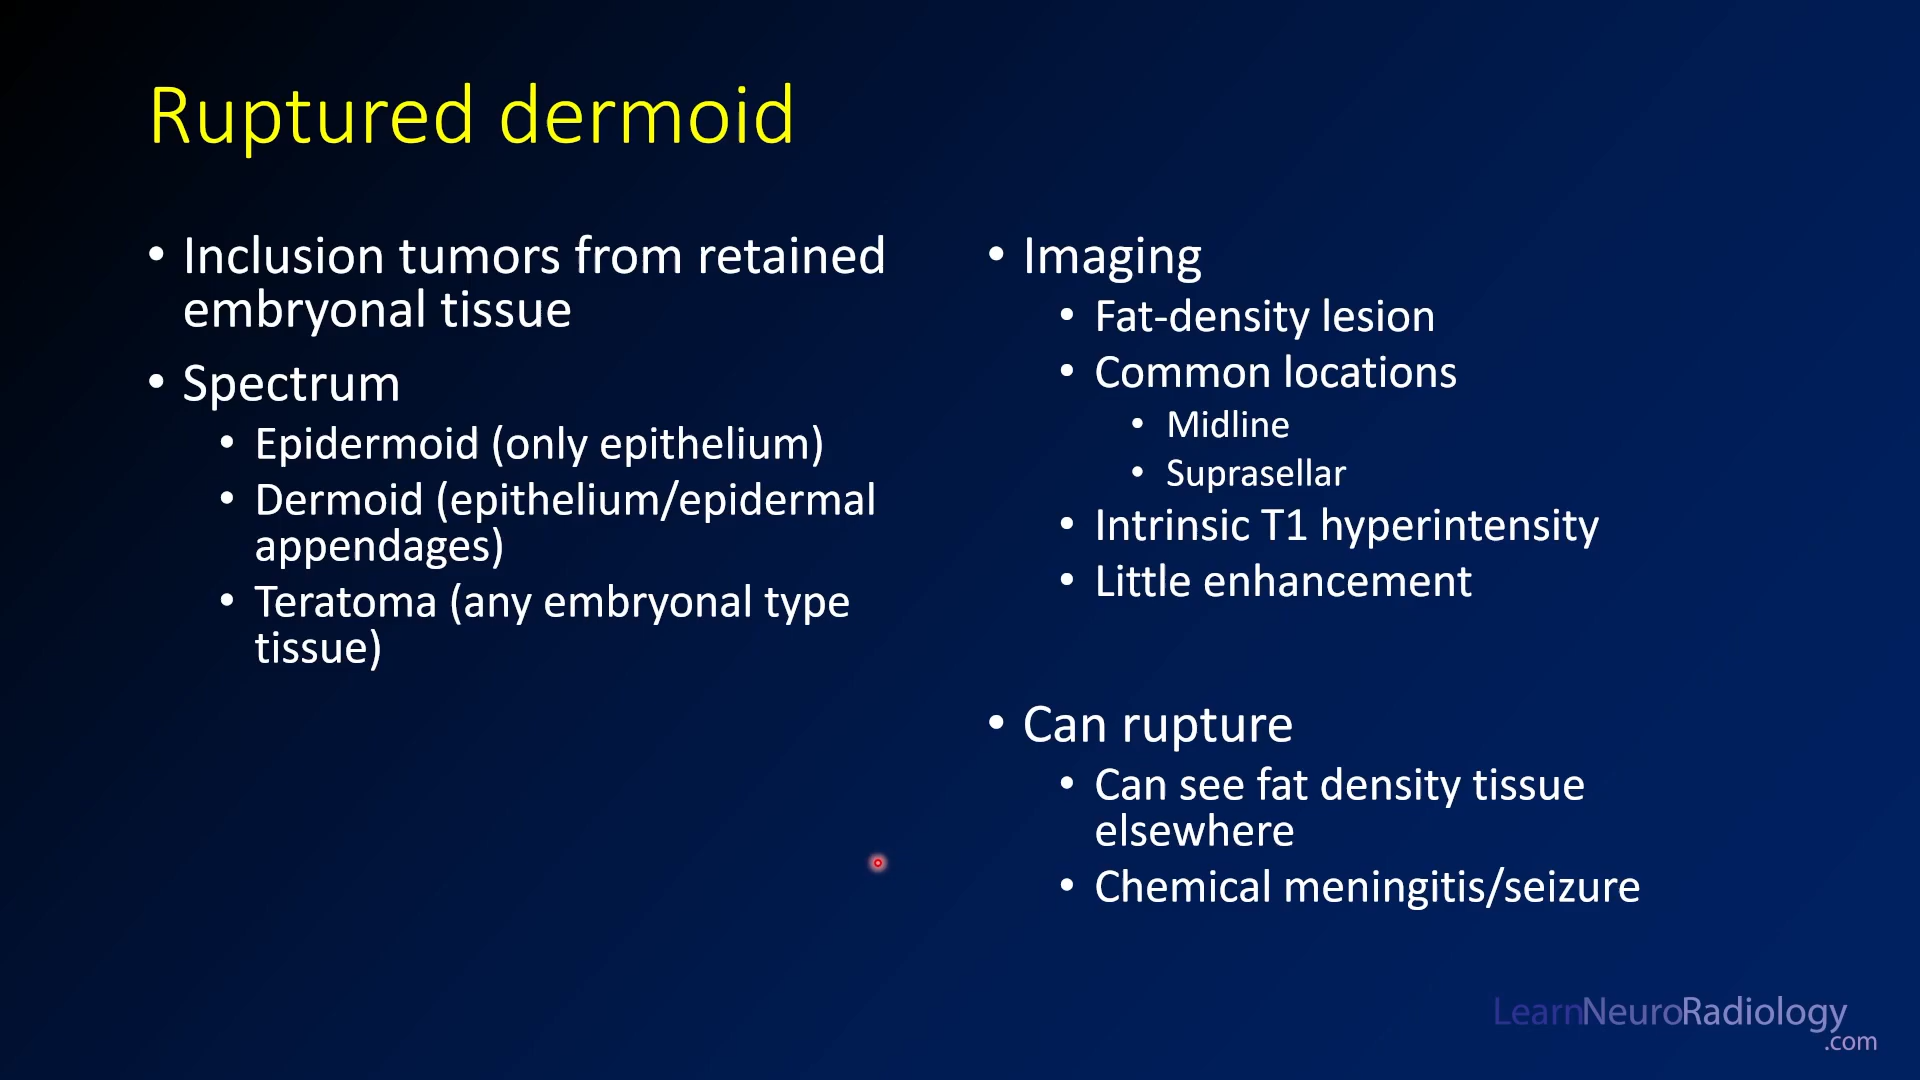 Ruptured dermoid
• Inclusion tumors from retained
embryonal tissue
• Spectrum
• Epidermoid (only epithelium)
• Dermoid (epithelium/epidermal
appendages)
• Teratoma (any embryonal type
tissue)
• Imaging
• Fat-density lesion
• Common locations
• Midline
• Suprasellar
• Intrinsic T1 hyperintensity
• Little enhancement
• Can rupture
• Can see fat density tissue
elsewhere
• Chemical meningitis/seizure
LearnNeuroRadiology
.com